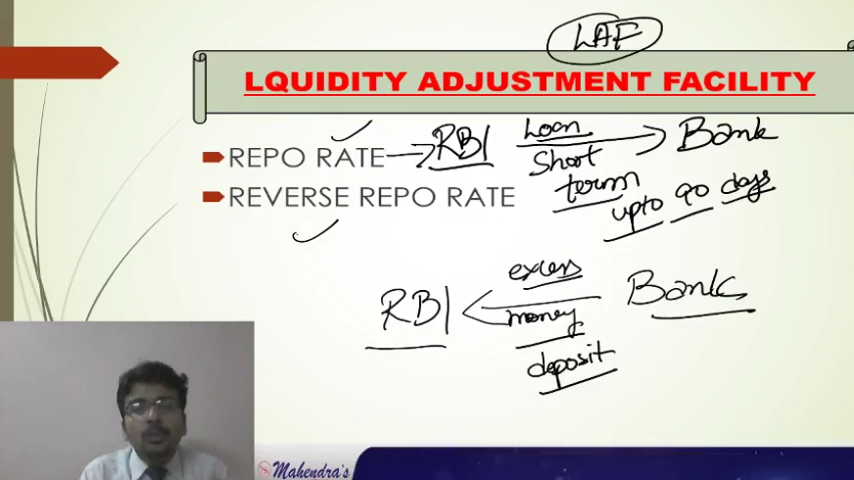 LAF
LQUIDITY ADJUSTMENT FACILITY
REPO RATE → RBI Loan Bank
Short
term
upto 90 days
REVERSE REPO RATE
excess
RBI Bank
money
deposit
Mahendra's